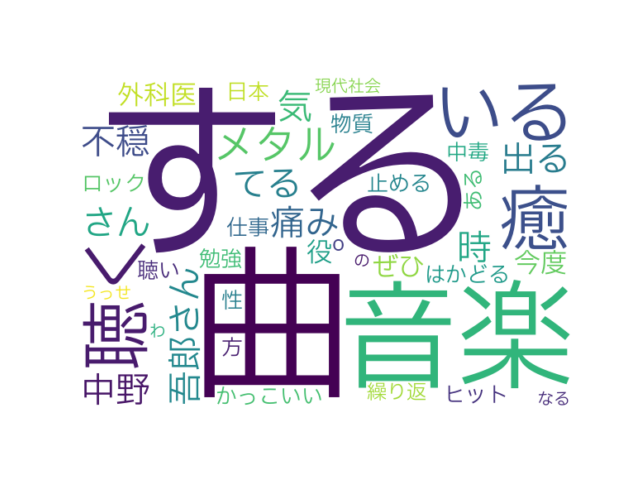 外科医
日本
現代社会
する
いる
気
物質
不穏
メタル
中毒
出る
ロック
てる
止める
ある
癒
さん
仕事
痛み
役
o
の
時
聴い
勉強
ぜひ
はかどる
今度
聴く
うっせ
わ
吾郎さん
性
方
曲
音楽
中野
かっこいい
繰り返
ヒット
なる